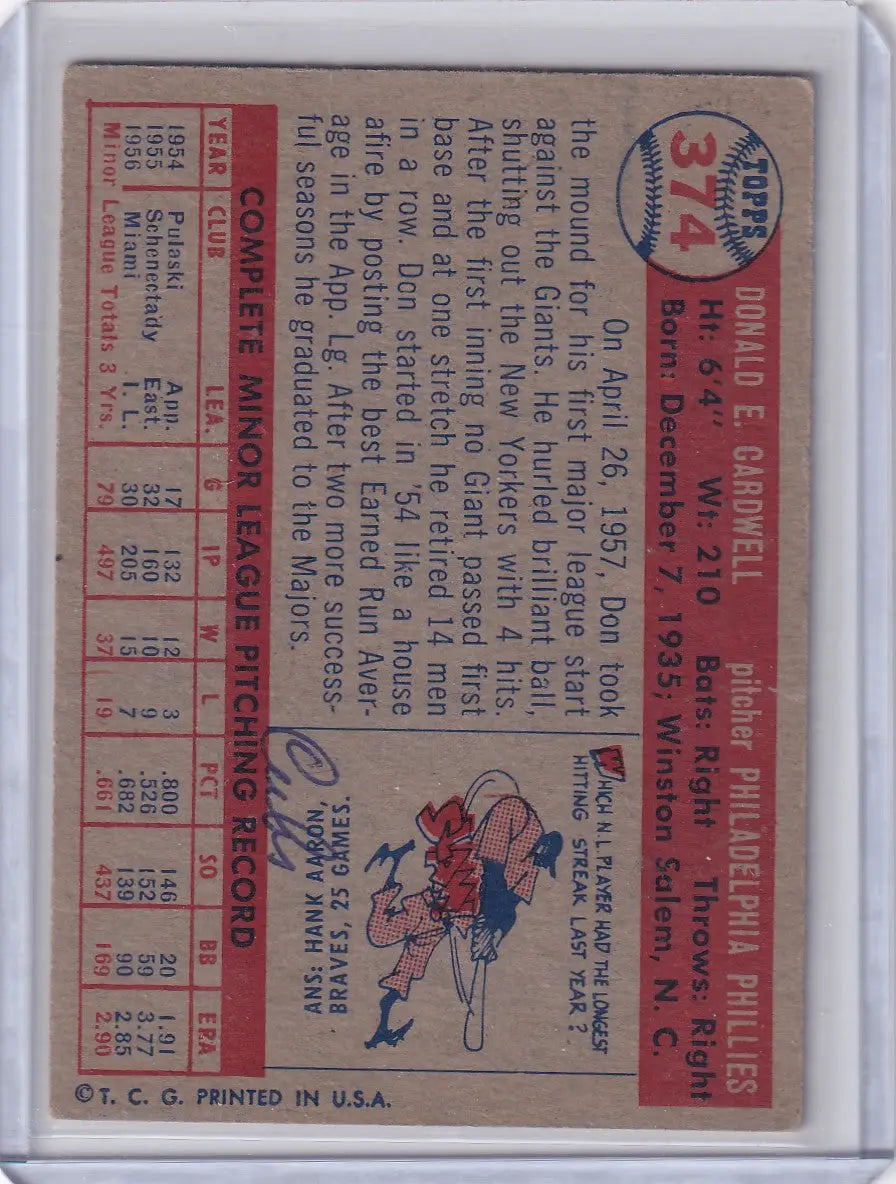 TOPPS
374
DONALD E. CARDWELL pitcher PHILADELPHIA PHILLIES
Ht: 6'4" Wt: 210 Bats: Right Throws: Right
Born: December 7, 1935; Winston Salem, N. C.
On April 26, 1957, Don took
the mound for his first major league start
against the Giants. He hurled brilliant ball,
shutting out the New Yorkers with 4 hits.
After the first inning no Giant passed first
base and at one stretch he retired 14 men
in a row. Don started in '54 like a house
afire by posting the best Earned Run Aver-
age in the App. Lg. After two more success-
ful seasons he graduated to the Majors.
WHICH N L PLAYER HAD THE LONGEST
HITTING STREAK LAST YEAR ?
SLAM
ANS: HANK AARON,
BRAVES, 25 GAMES.
Cubs
COMPLETE MINOR LEAGUE PITCHING RECORD
YEAR CLUB LEA. G IP W L PCT SO BB ERA
1954 Pulaski App. 17 132 12 3 .800 146 20 1.91
1955 Schenectady East. 32 160 10 9 .526 152 59 3.77
1956 Miami I. L. 30 205 15 7 .682 139 90 2.85
Minor League Totals 3 Yrs. 79 497 37 19 .661 437 169 2.90
© T. C. G. PRINTED IN U.S.A.